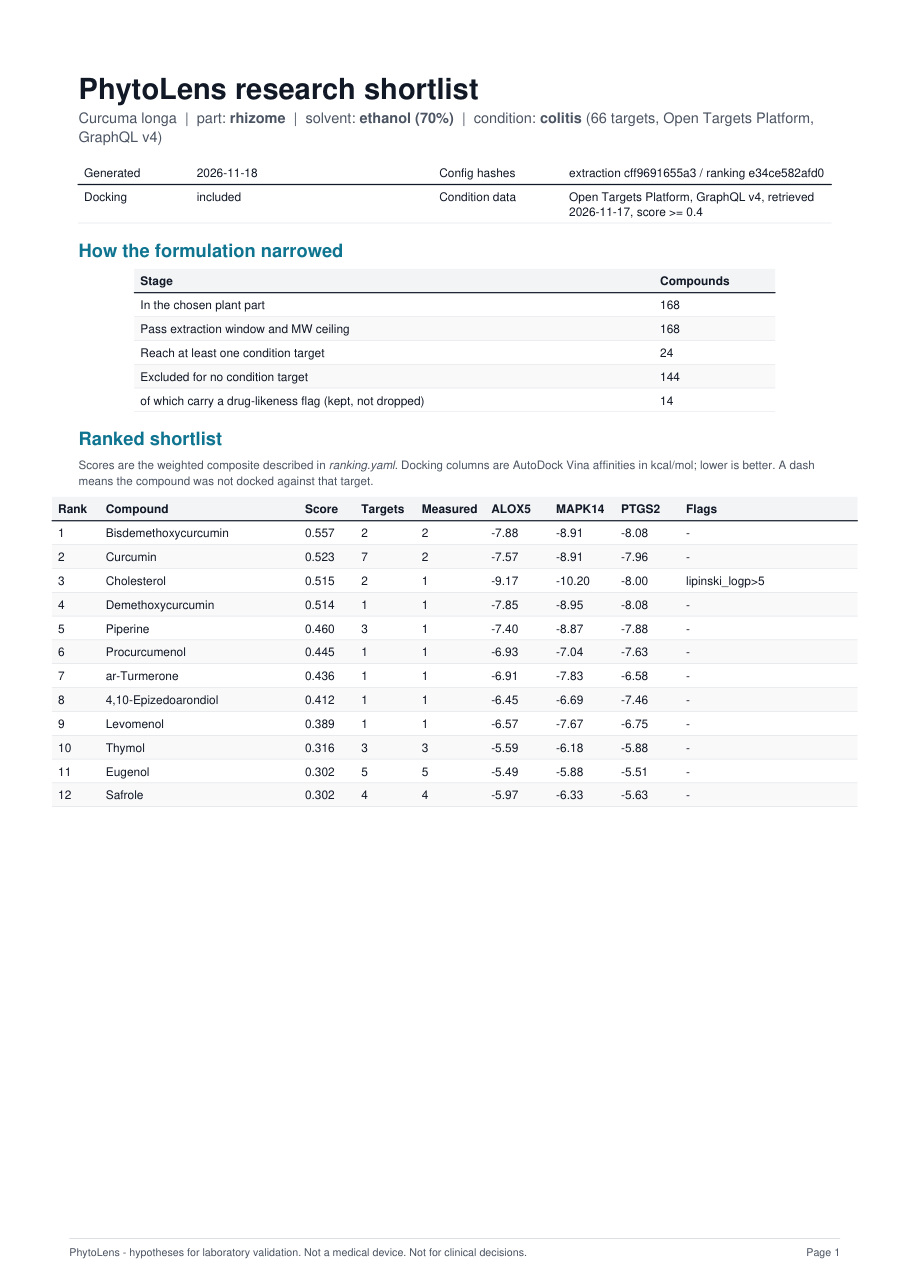 PhytoLens research shortlist
Curcuma longa | part: rhizome | solvent: ethanol (70%) | condition: colitis (66 targets, Open Targets Platform,
GraphQL v4)
Generated 2026-11-18 Config hashes extraction cff9691655a3 / ranking e34ce582afd0
Docking included Condition data Open Targets Platform, GraphQL v4, retrieved
2026-11-17, score >= 0.4
How the formulation narrowed
Stage Compounds
In the chosen plant part 168
Pass extraction window and MW ceiling 168
Reach at least one condition target 24
Excluded for no condition target 144
of which carry a drug-likeness flag (kept, not dropped) 14
Ranked shortlist
Scores are the weighted composite described in ranking.yaml. Docking columns are AutoDock Vina affinities in kcal/mol; lower is better. A dash
means the compound was not docked against that target.
Rank Compound Score Targets Measured ALOX5 MAPK14 PTGS2 Flags
1 Bisdemethoxycurcumin 0.557 2 2 -7.88 -8.91 -8.08 -
2 Curcumin 0.523 7 2 -7.57 -8.91 -7.96 -
3 Cholesterol 0.515 2 1 -9.17 -10.20 -8.00 lipinski_logp>5
4 Demethoxycurcumin 0.514 1 1 -7.85 -8.95 -8.08 -
5 Piperine 0.460 3 1 -7.40 -8.87 -7.88 -
6 Procurcumenol 0.445 1 1 -6.93 -7.04 -7.63 -
7 ar-Turmerone 0.436 1 1 -6.91 -7.83 -6.58 -
8 4,10-Epizedoarondiol 0.412 1 1 -6.45 -6.69 -7.46 -
9 Levomenol 0.389 1 1 -6.57 -7.67 -6.75 -
10 Thymol 0.316 3 3 -5.59 -6.18 -5.88 -
11 Eugenol 0.302 5 5 -5.49 -5.88 -5.51 -
12 Safrole 0.302 4 4 -5.97 -6.33 -5.63 -
PhytoLens - hypotheses for laboratory validation. Not a medical device. Not for clinical decisions. Page 1